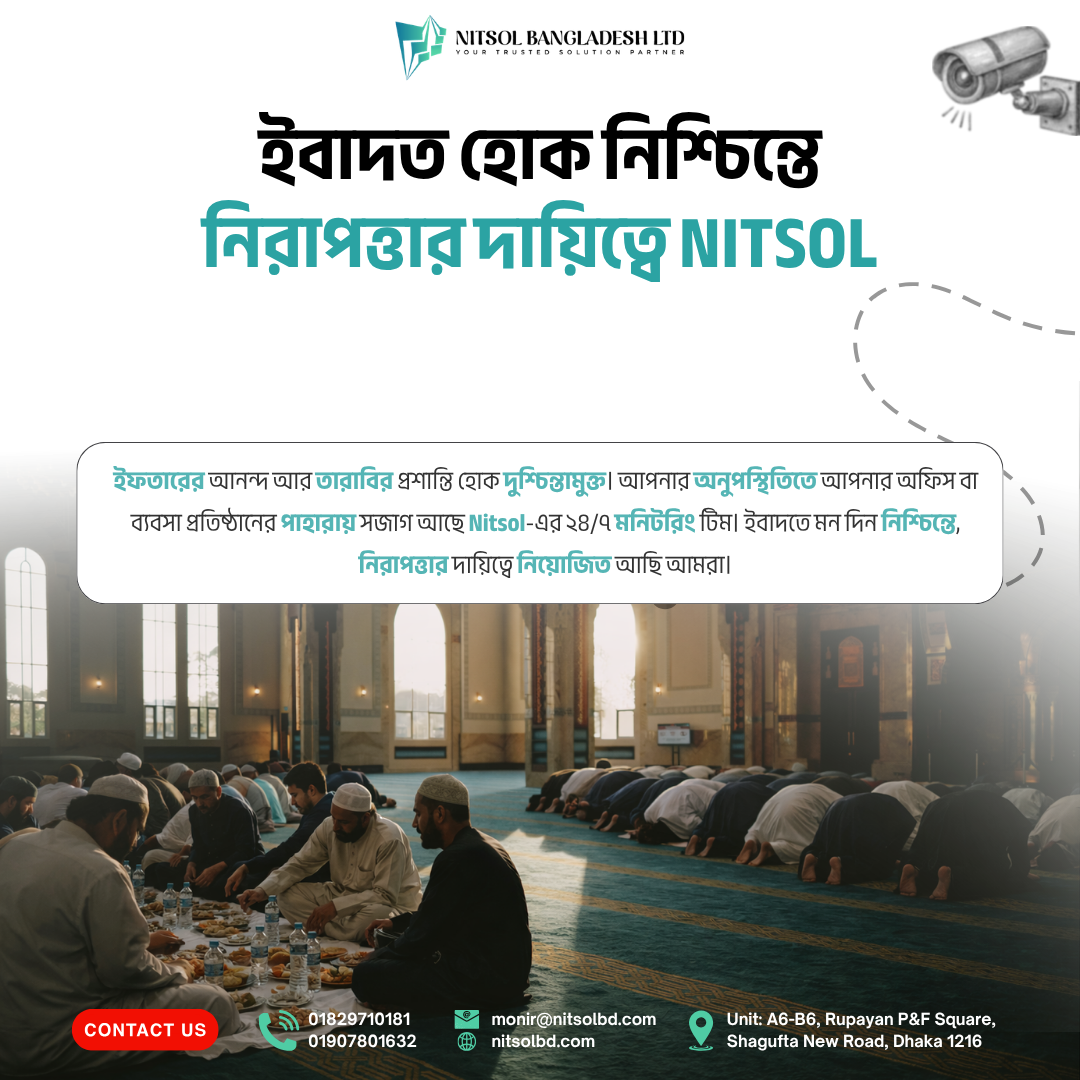 NITSOL BANGLADESH LTD
YOUR TRUSTED SOLUTION PARTNER
ইবাদত হোক নিশ্চিন্তে
নিরাপত্তার দায়িত্বে NITSOL
ইফতারের আনন্দ আর তারাবির প্রশান্তি হোক দুশ্চিন্তামুক্ত। আপনার অনুপস্থিতিতে আপনার অফিস বা
ব্যবসা প্রতিষ্ঠানের পাহারায় সজাগ আছে Nitsol-এর ২৪/৭ মনিটরিং টিম। ইবাদতে মন দিন নিশ্চিন্তে,
নিরাপত্তার দায়িত্বে নিয়োজিত আছি আমরা।
CONTACT US
01829710181
01907801632
monir@nitsolbd.com
nitsolbd.com
Unit: A6-B6, Rupayan P&F Square,
Shagufta New Road, Dhaka 1216